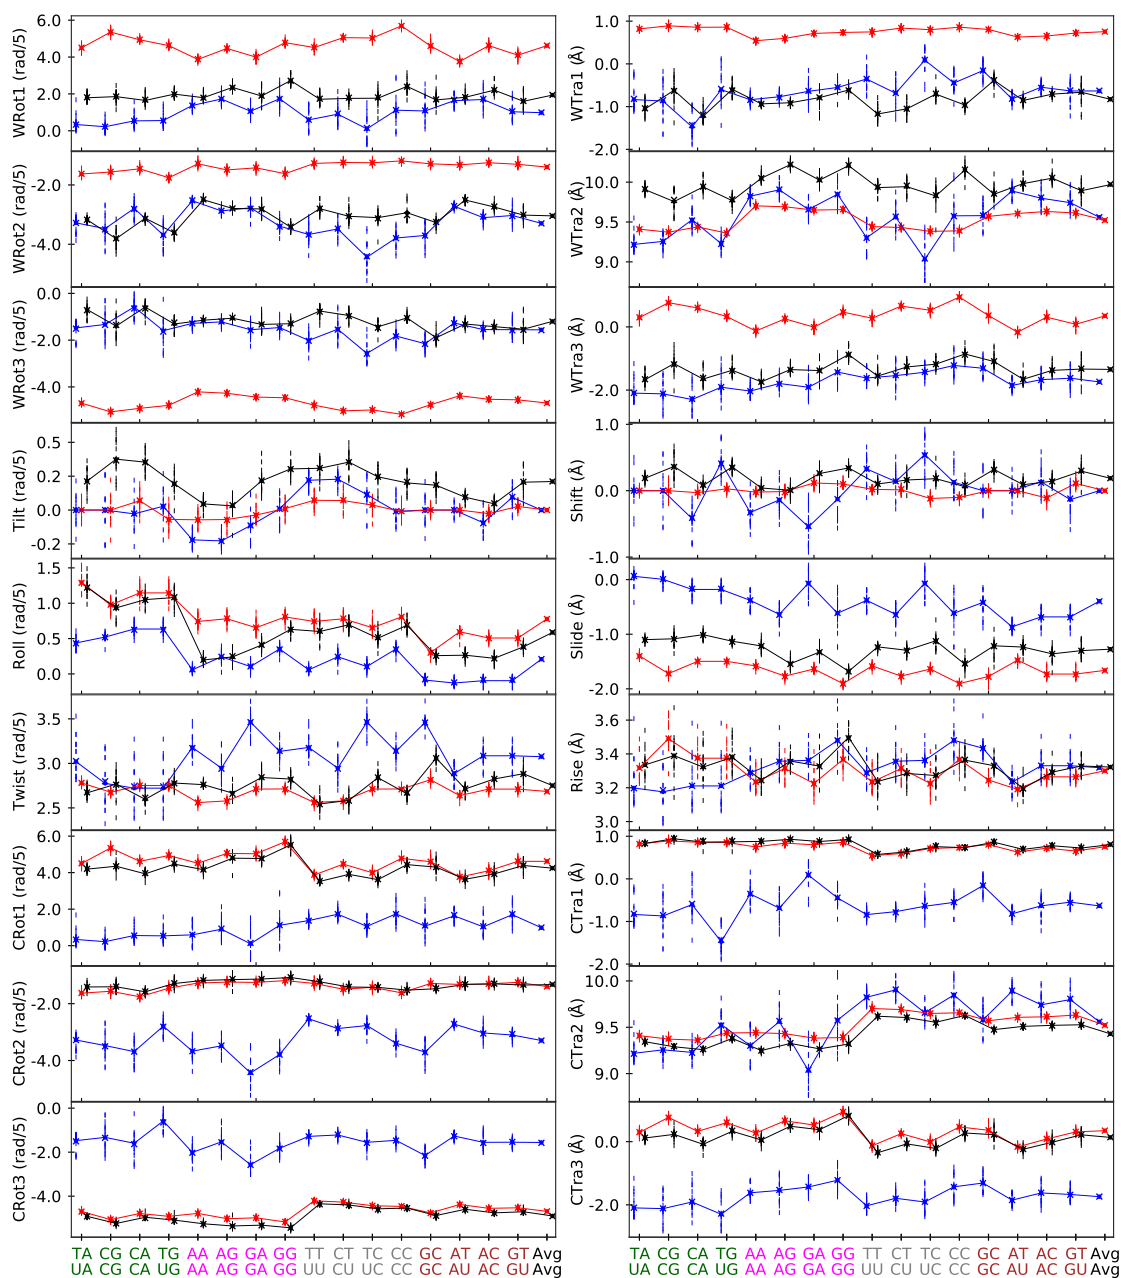 WRot1 (rad/5)
6.0
4.0
2.0
0.0
WRot2 (rad/5)
-2.0
-4.0
WRot3 (rad/5)
0.0
-2.0
-4.0
Tilt (rad/5)
0.5
0.2
0.0
-0.2
Roll (rad/5)
1.5
1.0
0.5
0.0
Twist (rad/5)
3.5
3.0
2.5
CRot1 (rad/5)
6.0
4.0
2.0
0.0
CRot2 (rad/5)
-2.0
-4.0
CRot3 (rad/5)
0.0
-2.0
-4.0
TA CG CA TG AA AG GA GG TT CT TC CC GC AT AC GT Avg
UA CG CA UG AA AG GA GG UU CU UC CC GC AU AC GU Avg
WTra1 (Å)
1.0
0.0
-1.0
-2.0
WTra2 (Å)
10.0
9.5
9.0
WTra3 (Å)
0.0
-2.0
Shift (Å)
1.0
0.0
-1.0
Slide (Å)
0.0
-1.0
-2.0
Rise (Å)
3.6
3.4
3.2
3.0
CTra1 (Å)
1.0
0.0
-1.0
-2.0
CTra2 (Å)
10.0
9.5
9.0
CTra3 (Å)
0.0
-2.0
TA CG CA TG AA AG GA GG TT CT TC CC GC AT AC GT Avg
UA CG CA UG AA AG GA GG UU CU UC CC GC AU AC GU Avg